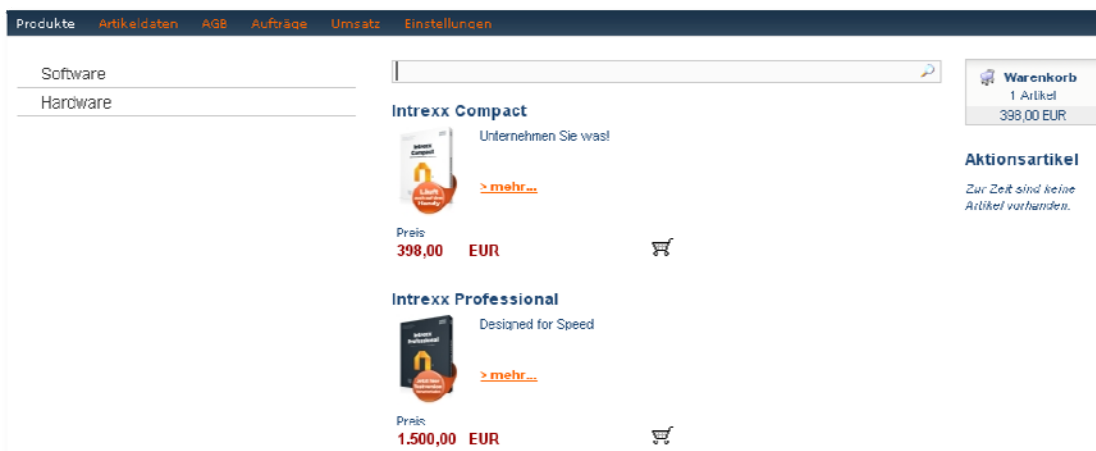 Produkte Artikeldaten AGB Aufträge Umsatz Einstellungen
Software
Hardware
Intrexx Compact
Unternehmen Sie was!
> mehr...
Preis
398,00 EUR
Intrexx Professional
Designed for Speed
> mehr...
Preis
1.500,00 EUR
Warenkorb
1 Artikel
398,00 EUR
Aktionsartikel
Zur Zeit sind keine
Artikel vorhanden.